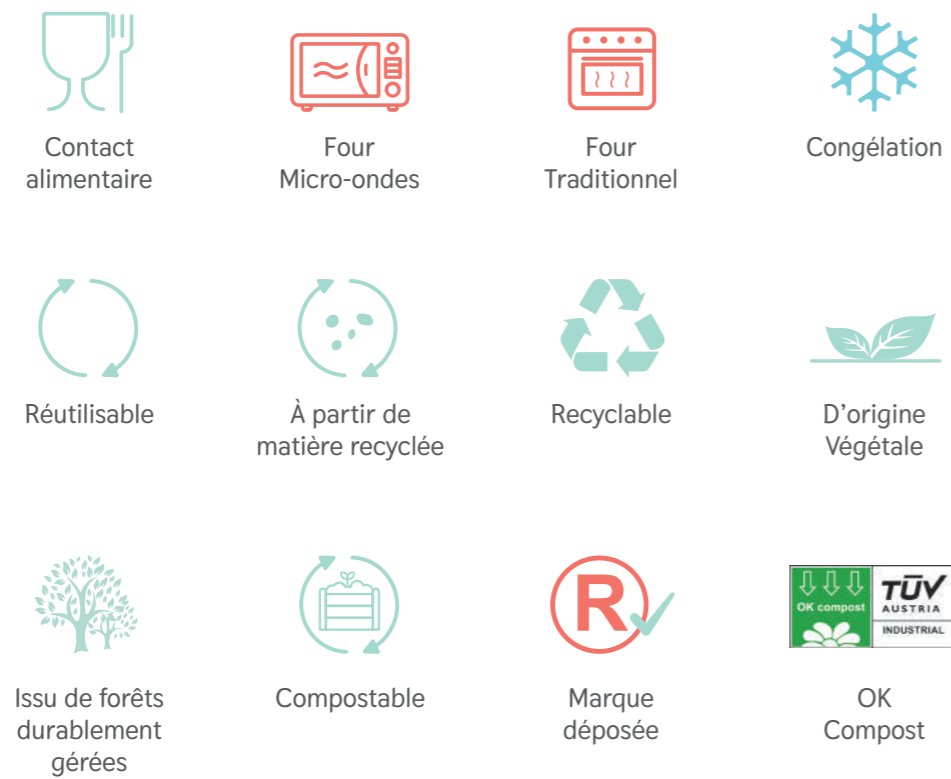 Contact
alimentaire
Four
Micro-ondes
Four
Traditionnel
Congélation
Réutilisable
À partir de
matière recyclée
Recyclable
D'origine
Végétale
R
OK compost
TÜV
AUSTRIA
INDUSTRIAL
Issu de forêts
durablement
gérées
Compostable
Marque
déposée
OK
Compost